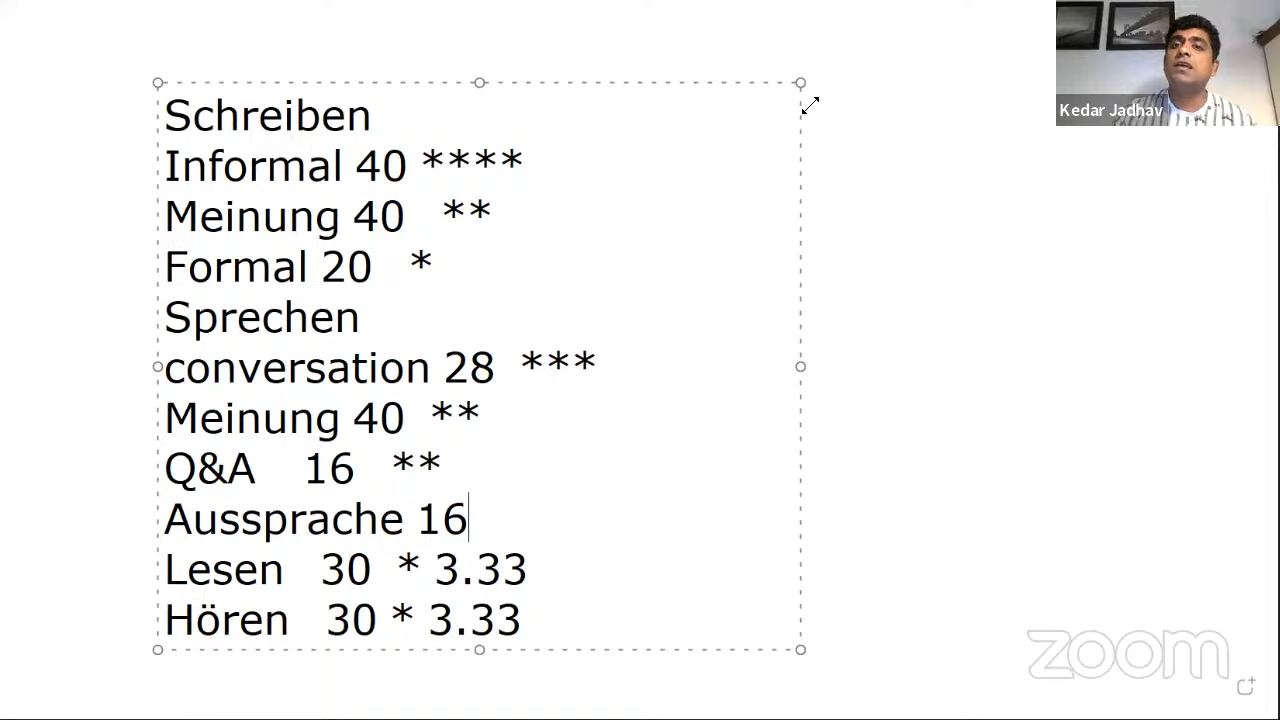 Schreiben
Informal 40 ****
Meinung 40 **
Formal 20 *
Sprechen
conversation 28 ***
Meinung 40 **
Q&A 16 **
Aussprache 16
Lesen 30 * 3.33
Hören 30 * 3.33
Kedar Jadhav
zoom